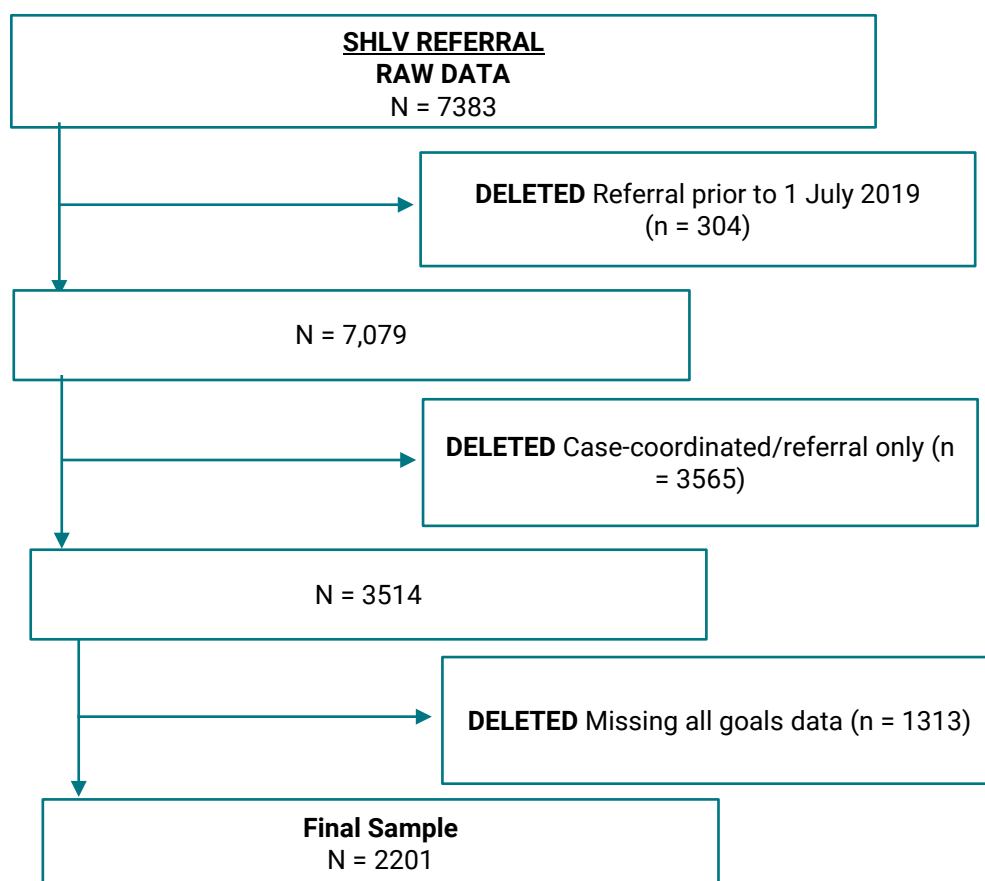 SHLV REFERRAL
RAW DATA
N = 7383
DELETED Referral prior to 1 July 2019
(n = 304)
N = 7,079
DELETED Case-coordinated/referral only (n
= 3565)
N = 3514
DELETED Missing all goals data (n = 1313)
Final Sample
N = 2201